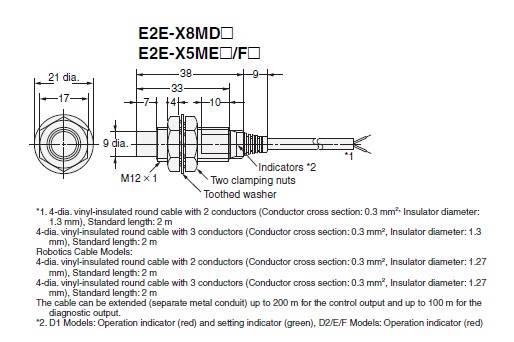 E2E-X8MD□
E2E-X5ME□/F□
21 dia.
17
38
9
33
7
4
10
9 dia.
*1
Indicators *2
M12 × 1
Two clamping nuts
Toothed washer
*1. 4-dia. vinyl-insulated round cable with 2 conductors (Conductor cross section: 0.3 mm², Insulator diameter:
1.3 mm), Standard length: 2 m
4-dia. vinyl-insulated round cable with 3 conductors (Conductor cross section: 0.3 mm², Insulator diameter: 1.3
mm), Standard length: 2 m
Robotics Cable Models:
4-dia. vinyl-insulated round cable with 2 conductors (Conductor cross section: 0.3 mm², Insulator diameter: 1.27
mm), Standard length: 2 m
4-dia. vinyl-insulated round cable with 3 conductors (Conductor cross section: 0.3 mm², Insulator diameter: 1.27
mm), Standard length: 2 m
The cable can be extended (separate metal conduit) up to 200 m for the control output and up to 100 m for the
diagnostic output.
*2. D1 Models: Operation indicator (red) and setting indicator (green), D2/E/F Models: Operation indicator (red)